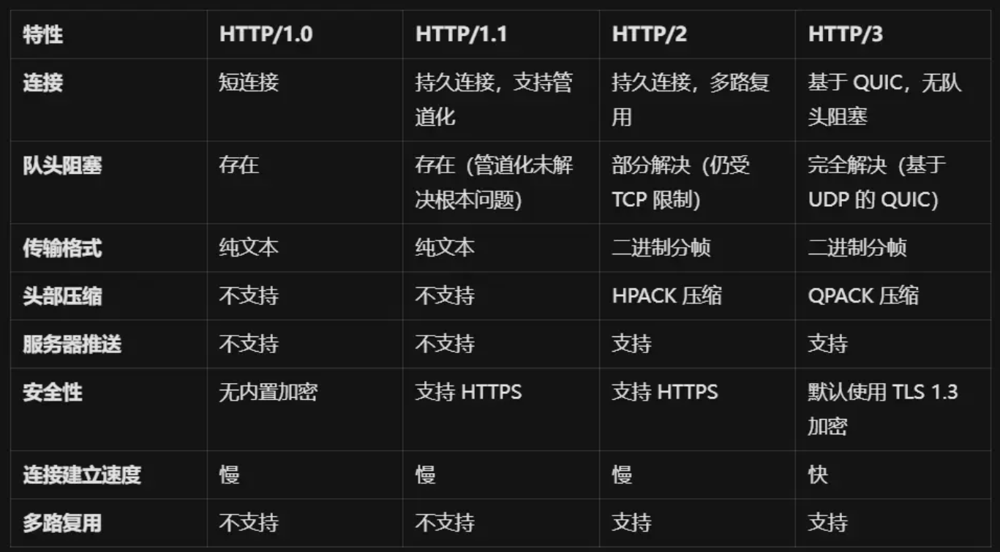 特性 HTTP/1.0 HTTP/1.1 HTTP/2 HTTP/3
连接 短连接 持久连接，支持管 持久连接，多路复 基于 QUIC，无队
道化 用 头阻塞
队头阻塞 存在 存在（管道化未解 部分解决（仍受 完全解决（基于
决根本问题） TCP 限制） UDP 的 QUIC）
传输格式 纯文本 纯文本 二进制分帧 二进制分帧
头部压缩 不支持 不支持 HPACK 压缩 QPACK 压缩
服务器推送 不支持 不支持 支持 支持
安全性 无内置加密 支持 HTTPS 支持 HTTPS 默认使用 TLS 1.3
加密
连接建立速度 慢 慢 慢 快
多路复用 不支持 不支持 支持 支持